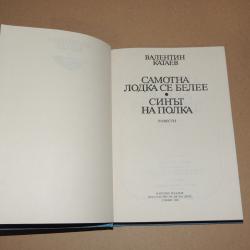 ВАЛЕНТИН
КАТАЕВ
САМОТНА
ЛОДКА СЕ БЕЛЕЕ
•
СИНЪТ
НА ПОЛКА
ПОВЕСТИ